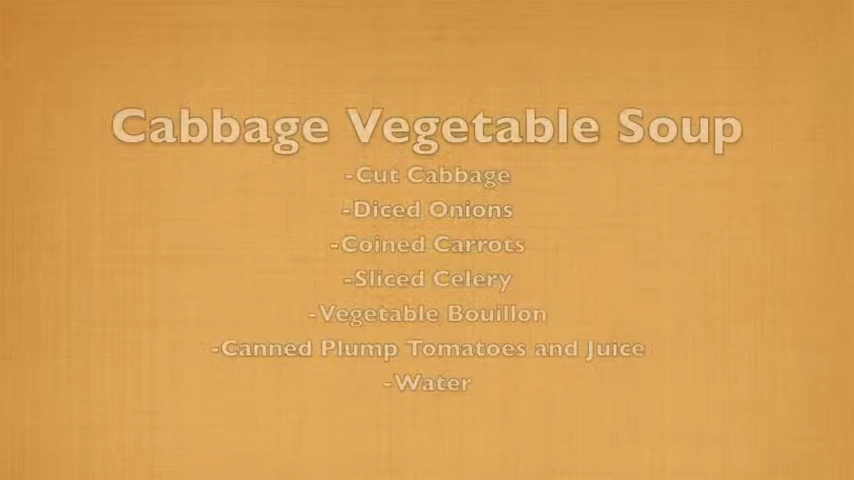 Cabbage Vegetable Soup
-Cut Cabbage
-Diced Onions
-Coined Carrots
-Sliced Celery
-Vegetable Bouillon
-Canned Plump Tomatoes and Juice
-Water